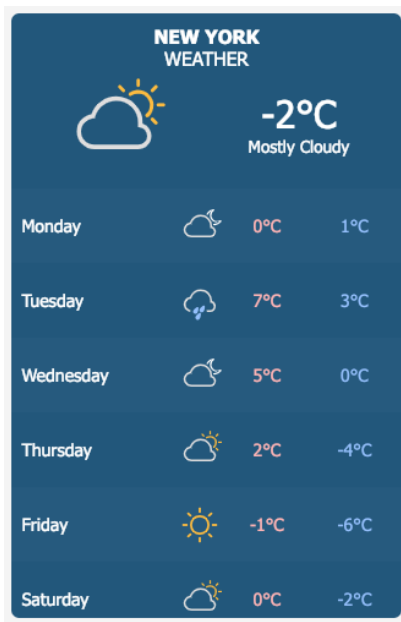 NEW YORK
WEATHER
-2°C
Mostly Cloudy
Monday 0°C 1°C
Tuesday 7°C 3°C
Wednesday 5°C 0°C
Thursday 2°C -4°C
Friday -1°C -6°C
Saturday 0°C -2°C